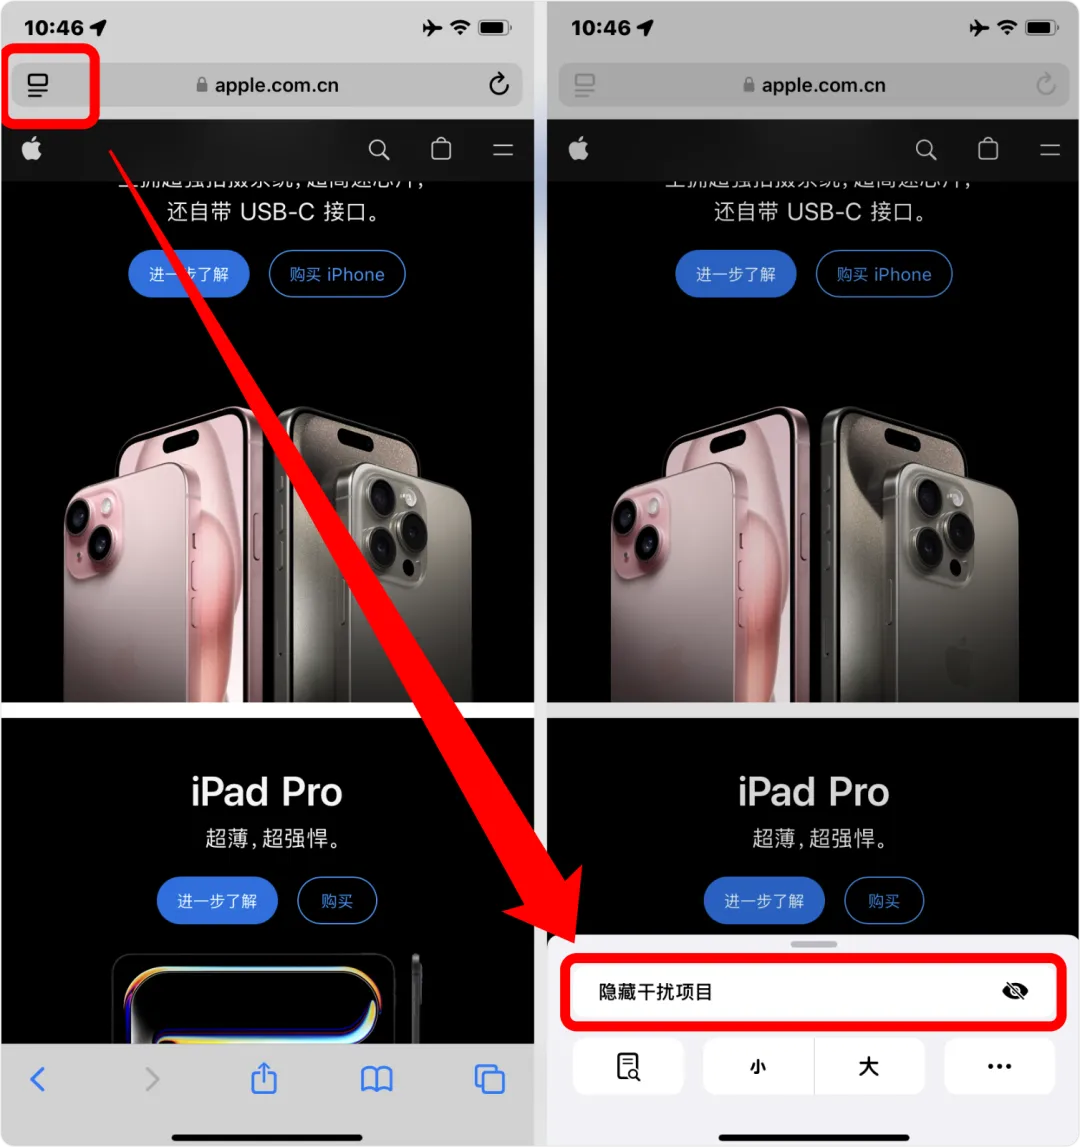 10:46
apple.com.cn
还自带 USB-C 接口。
进一步了解
购买 iPhone
iPad Pro
超薄，超强悍。
进一步了解
购买
10:46
apple.com.cn
还自带 USB-C 接口。
进一步了解
购买 iPhone
iPad Pro
超薄，超强悍。
进一步了解
购买
隐藏干扰项目
小
大